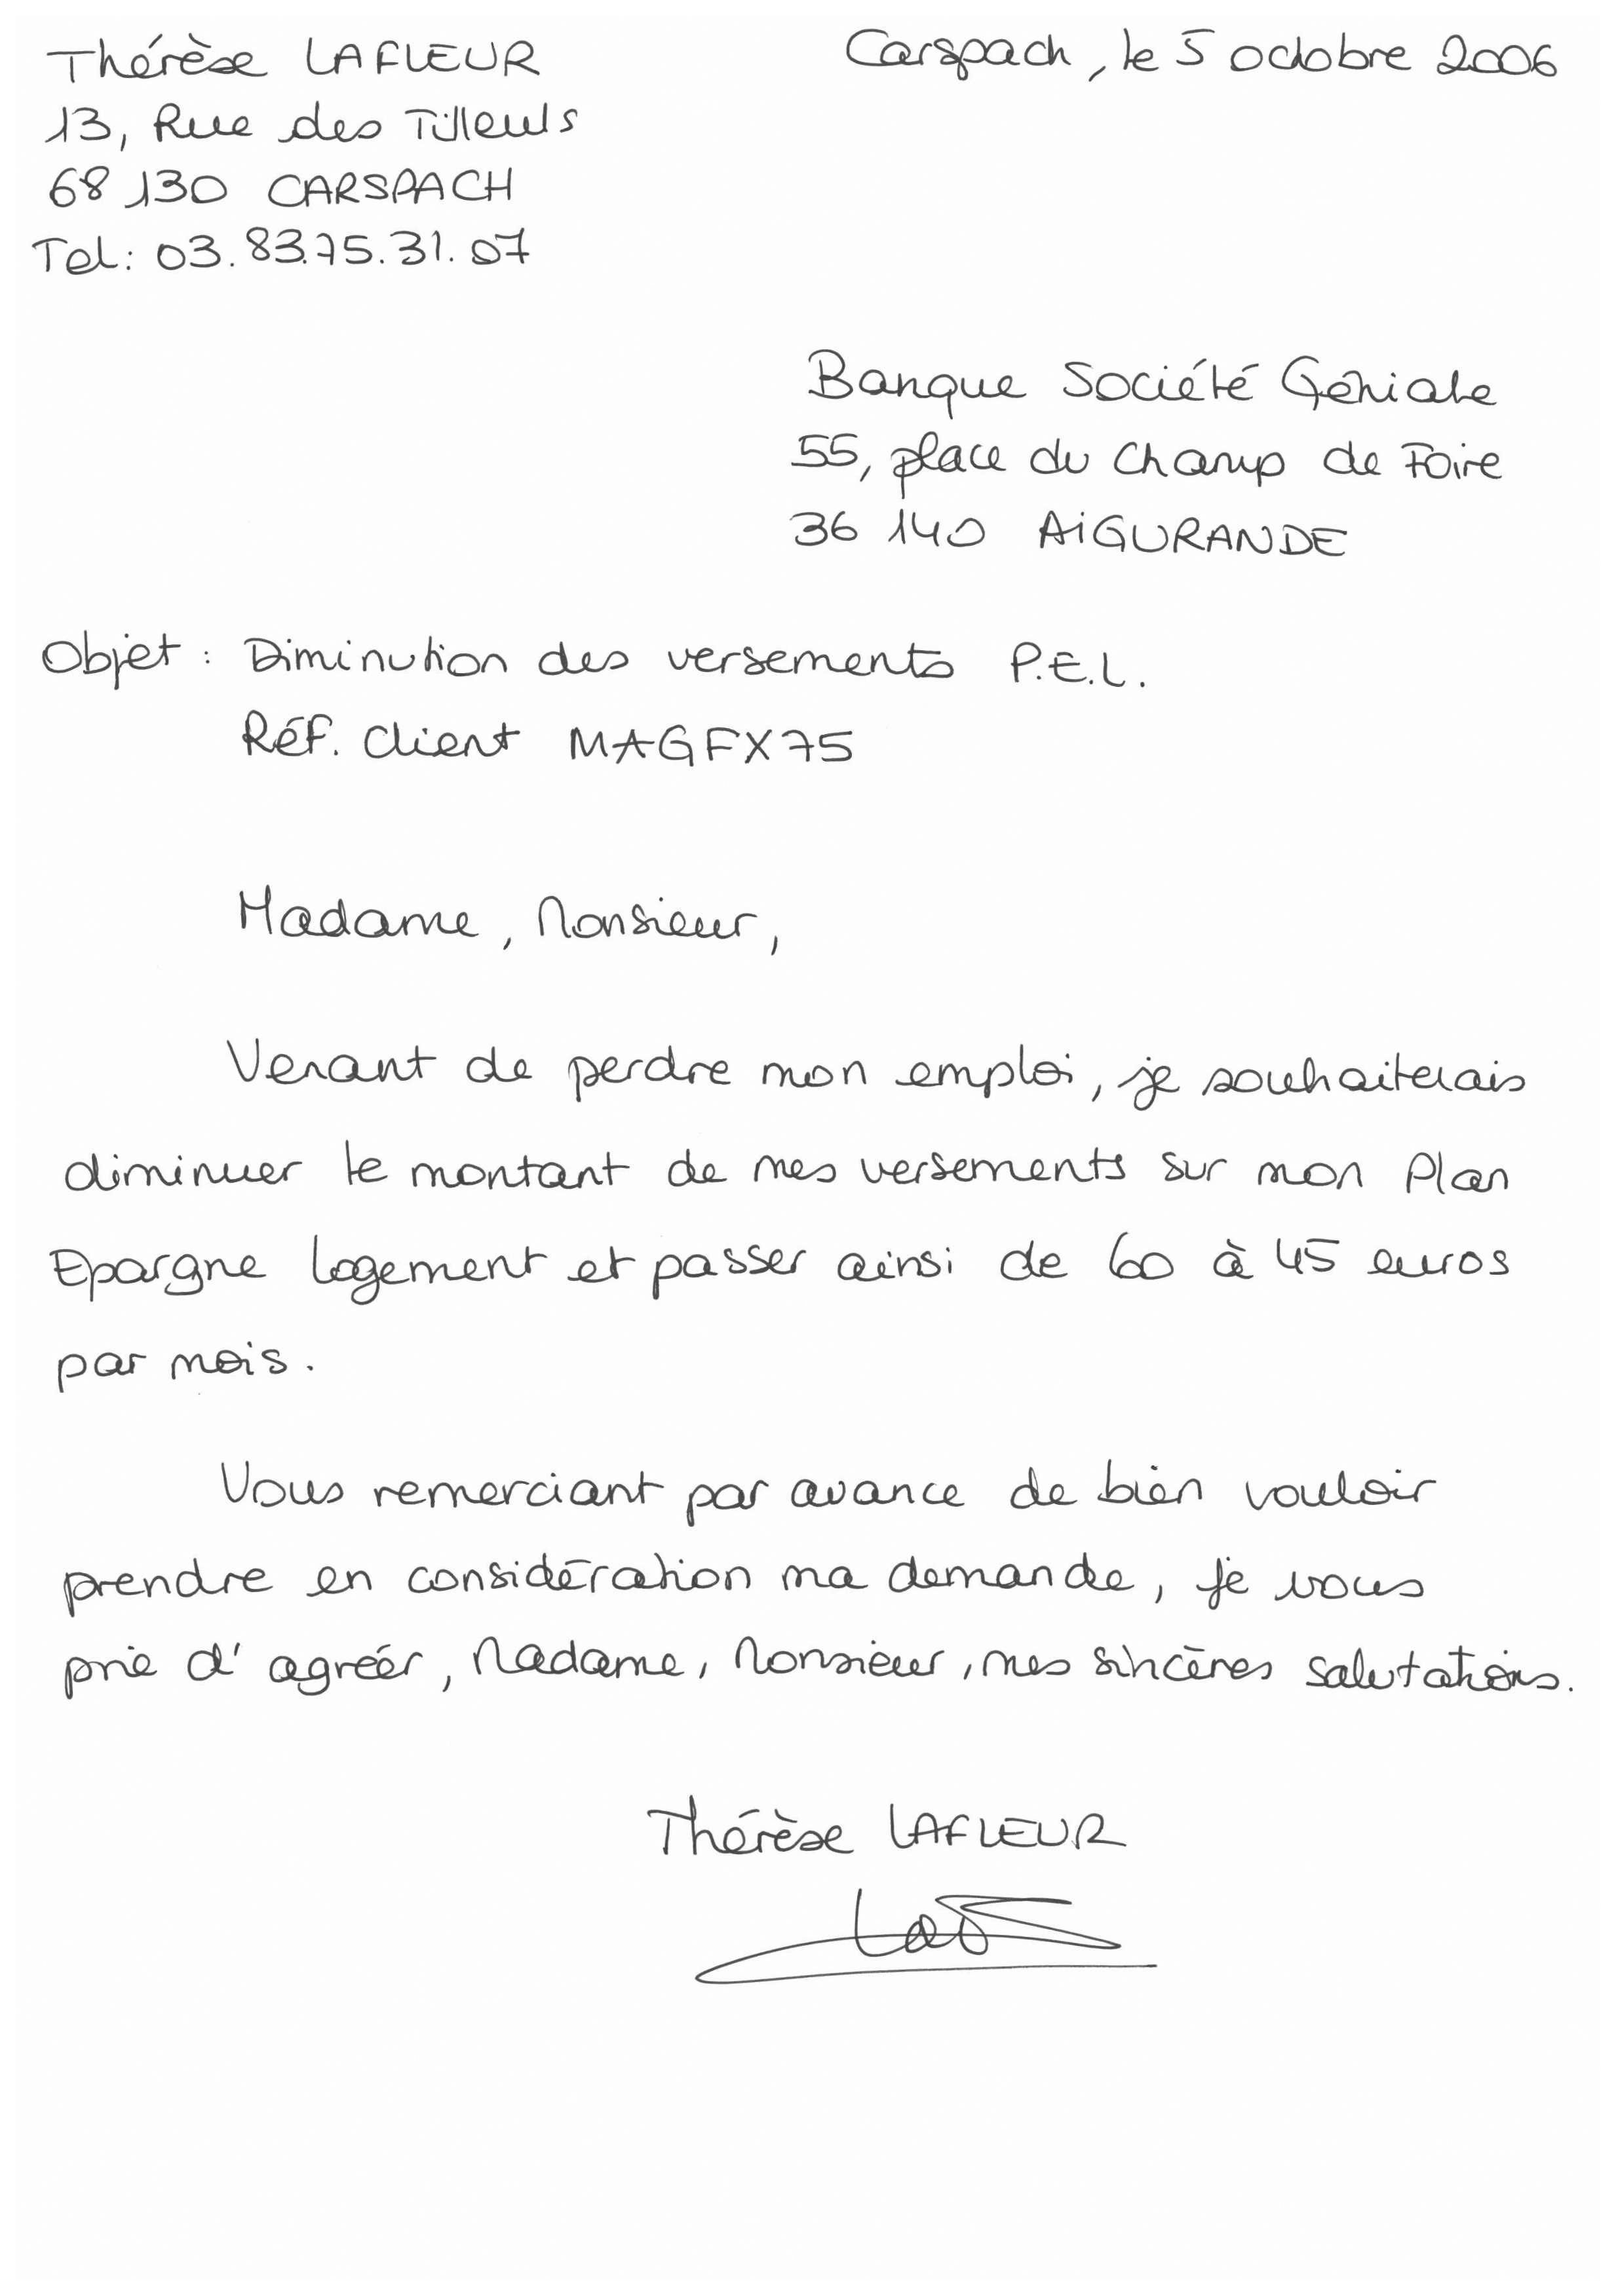 Thérèse LAFLEUR
13, Rue des Tilleuls
68 130 CARSPACH
Tel: 03.83.75.31.07
Carspach, le 5 octobre 2006
Banque Société Géniale
55, place du Champ de Foire
36 140 AIGURANDE
Objet : Diminution des versements P.E.L.
Réf. Client MAGFX75
Madame, Monsieur,
Venant de perdre mon emploi, je souhaiterais
diminuer le montant de mes versements sur mon Plan
Epargne Logement et passer ainsi de 60 à 45 euros
par mois.
Vous remerciant par avance de bien vouloir
prendre en considération ma demande, je vous
prie d'agréer, Madame, Monsieur, mes sincères salutations.
Thérèse LAFLEUR